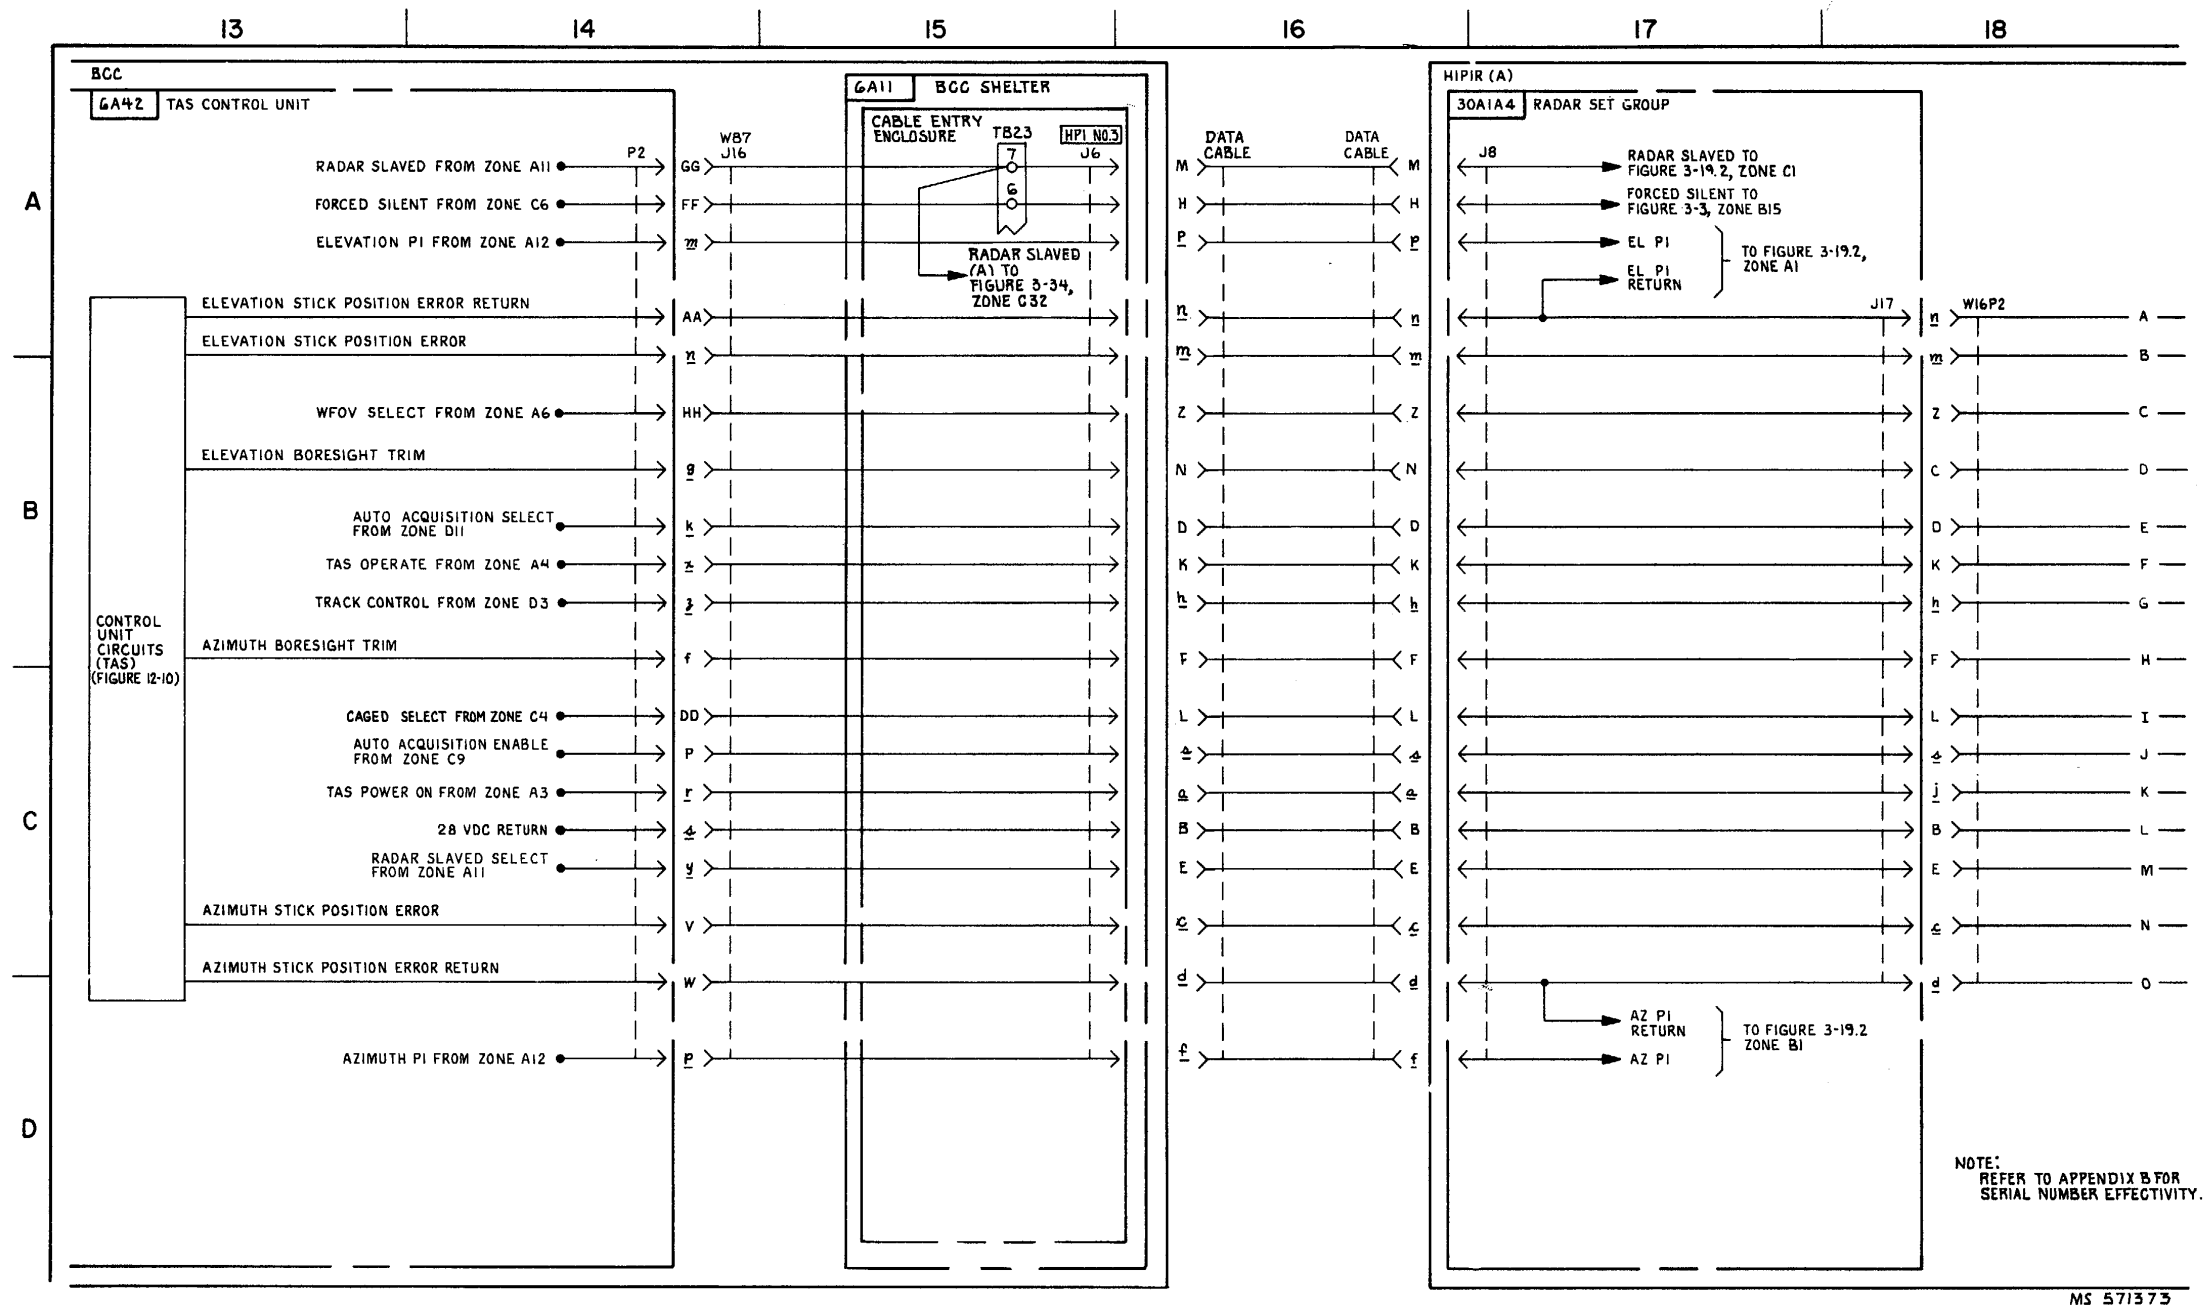 13 14 15 16 17 18
BCC
6A42 TAS CONTROL UNIT
6A11 BCC SHELTER
CABLE ENTRY
ENCLOSURE
TB23
HPI NO.3
HIPIR (A)
30A1A4 RADAR SET GROUP
P2
W87
J16
J6
DATA
CABLE
DATA
CABLE
J8
A
RADAR SLAVED FROM ZONE A11 GG 7 M M
RADAR SLAVED TO
FIGURE 3-19.2, ZONE C1
FORCED SILENT FROM ZONE C6 FF 6 H H
FORCED SILENT TO
FIGURE 3-3, ZONE B15
ELEVATION PI FROM ZONE A12 m p p EL PI
EL PI
RETURN
TO FIGURE 3-19.2,
ZONE A1
RADAR SLAVED
(A) TO
FIGURE 3-34,
ZONE C32
J17 W16P2
ELEVATION STICK POSITION ERROR RETURN AA n n n A
ELEVATION STICK POSITION ERROR n m m m B
WFOV SELECT FROM ZONE A6 HH Z Z Z C
ELEVATION BORESIGHT TRIM g N N C D
B
AUTO ACQUISITION SELECT
FROM ZONE D11 k D D D E
TAS OPERATE FROM ZONE A4 x K K K F
TRACK CONTROL FROM ZONE D3 z h h h G
CONTROL
UNIT
CIRCUITS
(TAS)
(FIGURE 12-10)
AZIMUTH BORESIGHT TRIM f F F F H
CAGED SELECT FROM ZONE C4 DD L L L I
AUTO ACQUISITION ENABLE
FROM ZONE C9 P s s s J
TAS POWER ON FROM ZONE A3 r a a j K
C
28 VDC RETURN s B B B L
RADAR SLAVED SELECT
FROM ZONE A11 y E E E M
AZIMUTH STICK POSITION ERROR V c c c N
AZIMUTH STICK POSITION ERROR RETURN W d d d O
AZ PI
RETURN
TO FIGURE 3-19.2
ZONE B1
AZIMUTH PI FROM ZONE A12 p f f AZ PI
D
NOTE:
REFER TO APPENDIX B FOR
SERIAL NUMBER EFFECTIVITY.
MS 571373